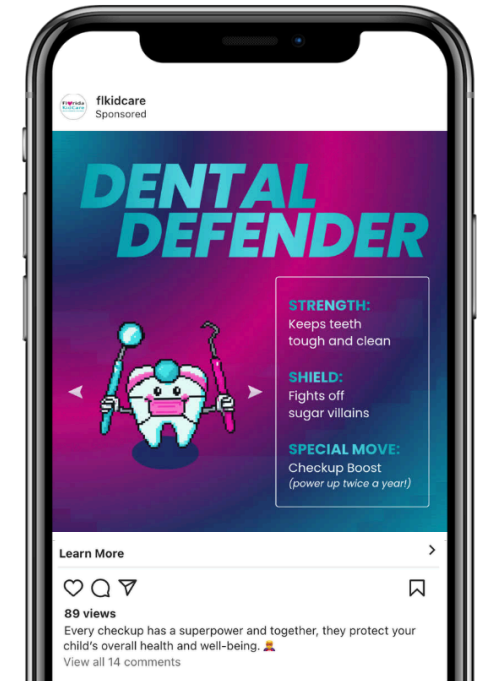 Florida
KidCare
flkidcare
Sponsored
DENTAL
DEFENDER
STRENGTH:
Keeps teeth
tough and clean
SHIELD:
Fights off
sugar villains
SPECIAL MOVE:
Checkup Boost
(power up twice a year!)
Learn More
89 views
Every checkup has a superpower and together, they protect your
child's overall health and well-being. 🦸
View all 14 comments